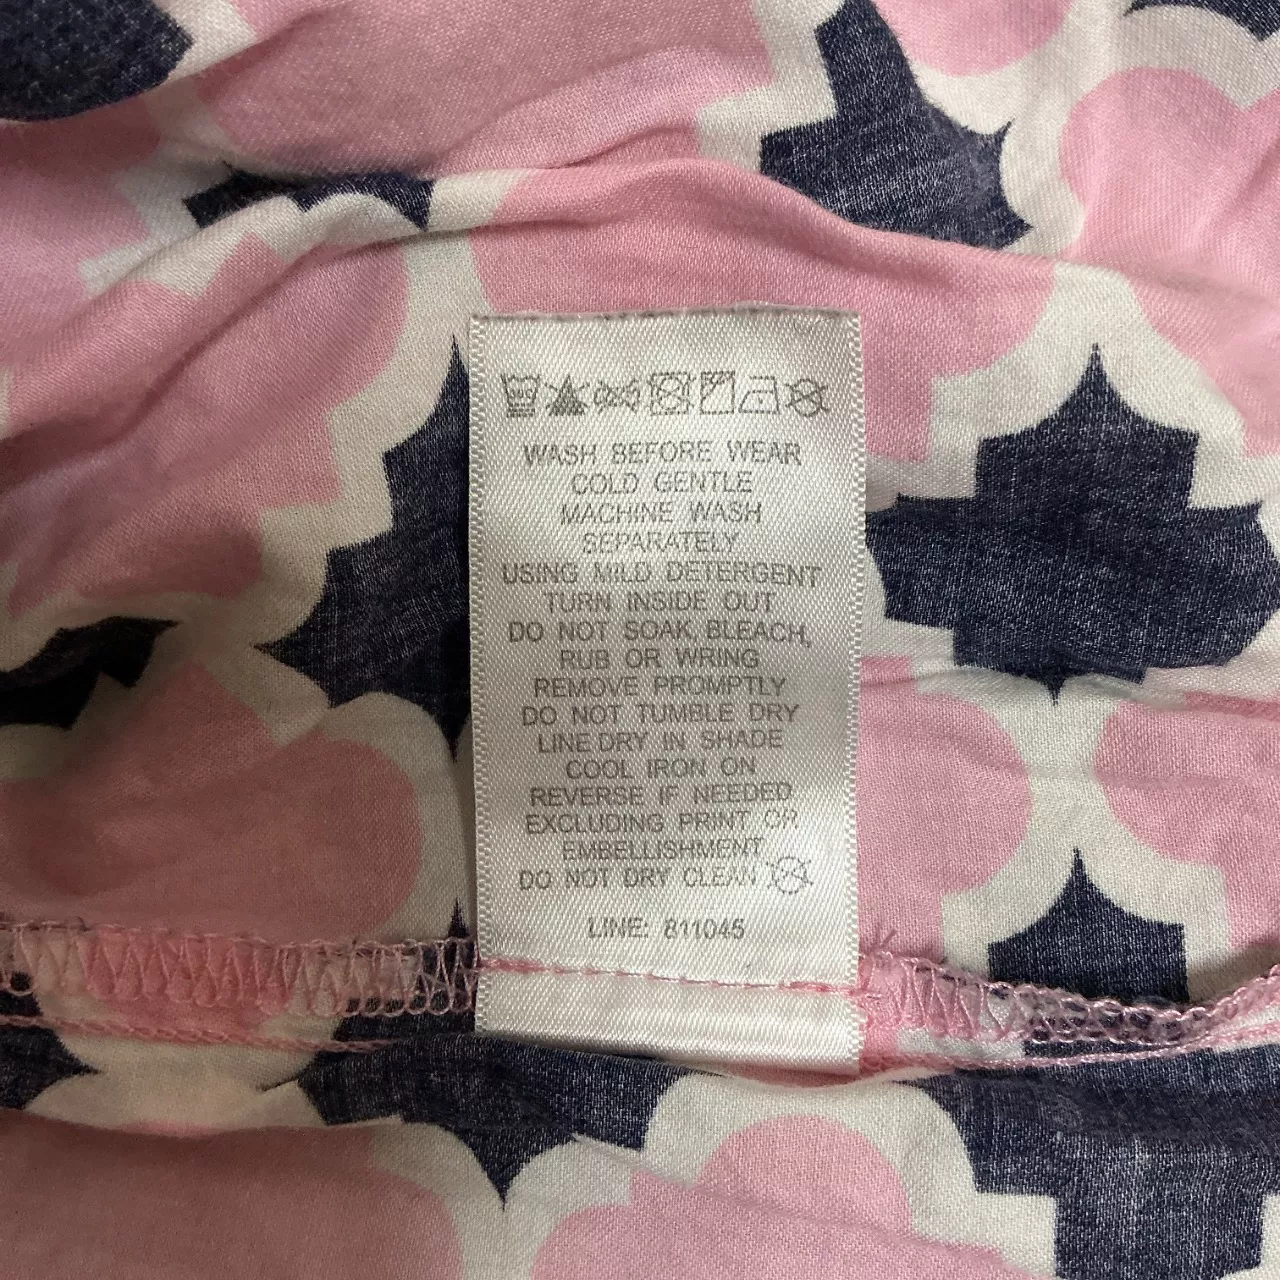 WASH BEFORE WEAR
COLD GENTLE
MACHINE WASH
SEPARATELY
USING MILD DETERGENT
TURN INSIDE OUT
DO NOT SOAK, BLEACH,
RUB OR WRING
REMOVE PROMPTLY
DO NOT TUMBLE DRY
LINE DRY IN SHADE
COOL IRON ON
REVERSE IF NEEDED
EXCLUDING PRINT OR
EMBELLISHMENT
DO NOT DRY CLEAN
LINE: 811045